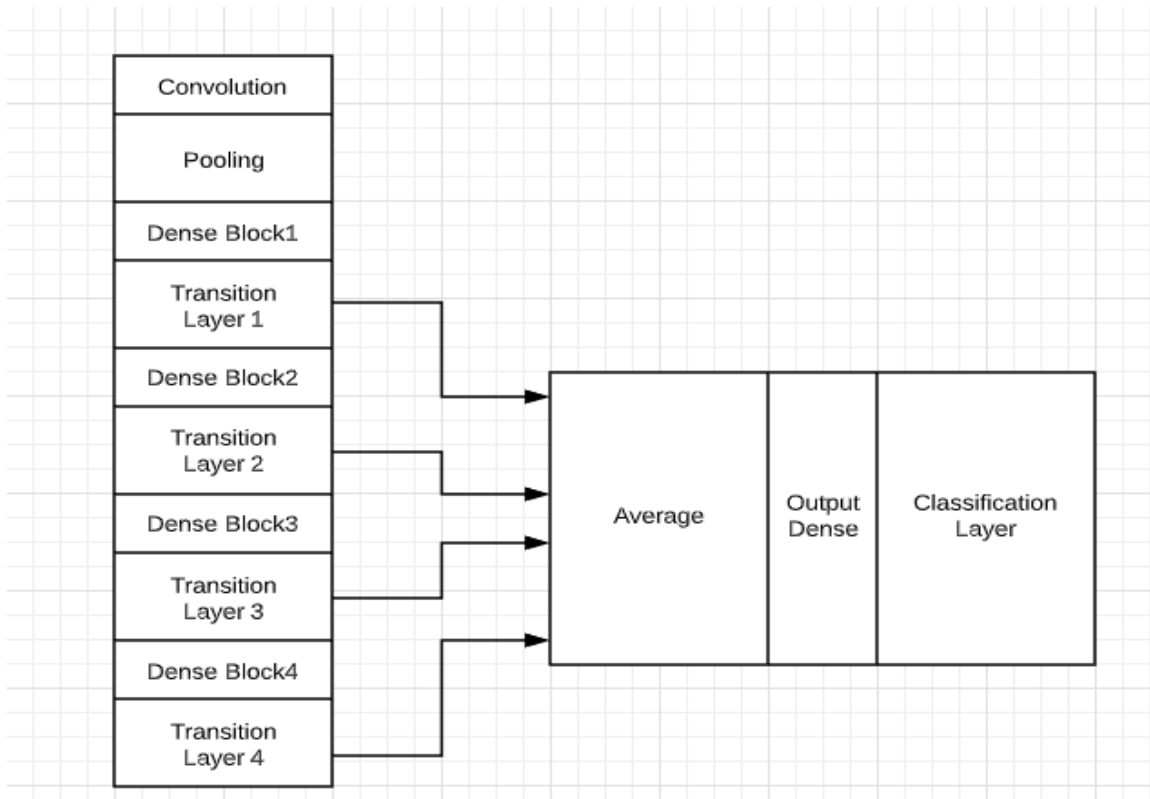 Convolution
Pooling
Dense Block1
Transition
Layer 1
Dense Block2
Transition
Layer 2
Dense Block3
Transition
Layer 3
Dense Block4
Transition
Layer 4
Average
Output
Dense
Classification
Layer